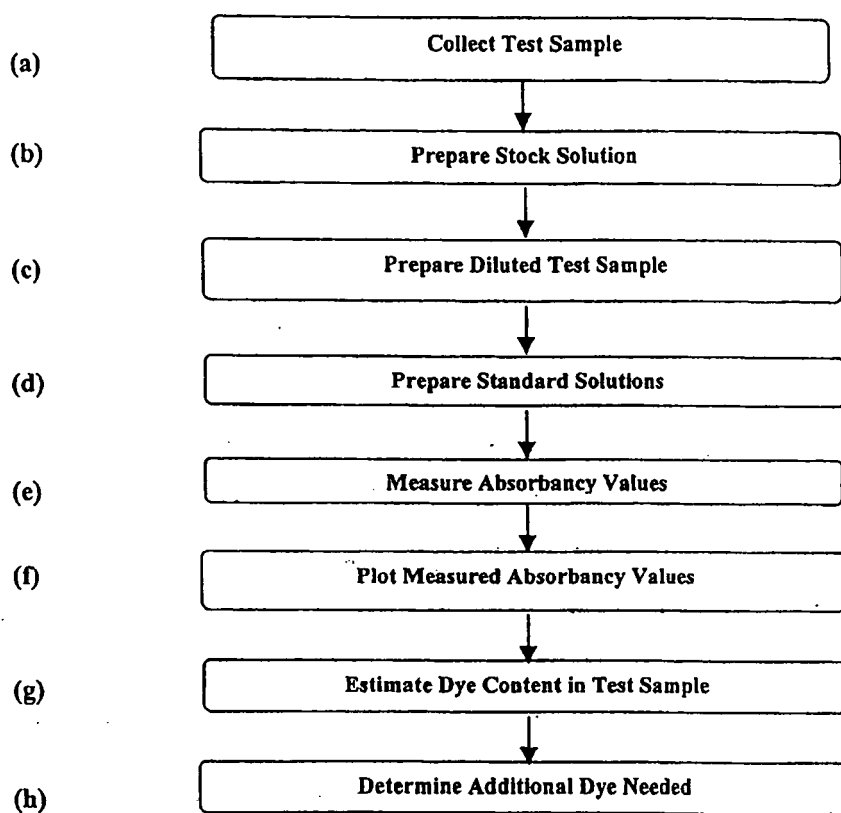 (a) Collect Test Sample
(b) Prepare Stock Solution
(c) Prepare Diluted Test Sample
(d) Prepare Standard Solutions
(e) Measure Absorbancy Values
(f) Plot Measured Absorbancy Values
(g) Estimate Dye Content in Test Sample
(h) Determine Additional Dye Needed